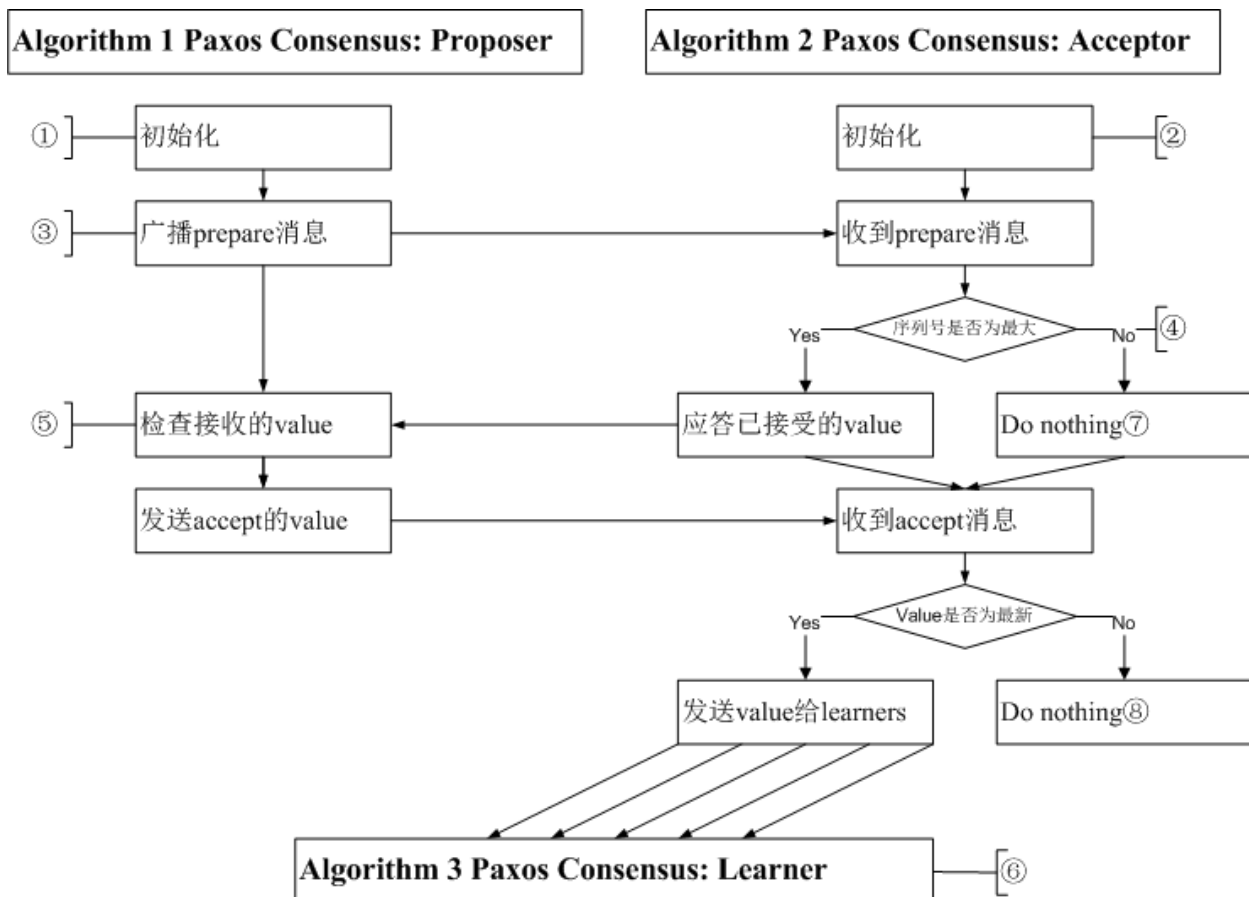 Algorithm 1 Paxos Consensus: Proposer
Algorithm 2 Paxos Consensus: Acceptor
①
初始化
初始化
②
③
广播prepare消息
收到prepare消息
序列号是否为最大
④
Yes
No
⑤
检查接收的value
应答已接受的value
Do nothing⑦
发送accept的value
收到accept消息
Value是否为最新
Yes
No
发送value给learners
Do nothing⑧
Algorithm 3 Paxos Consensus: Learner
⑥